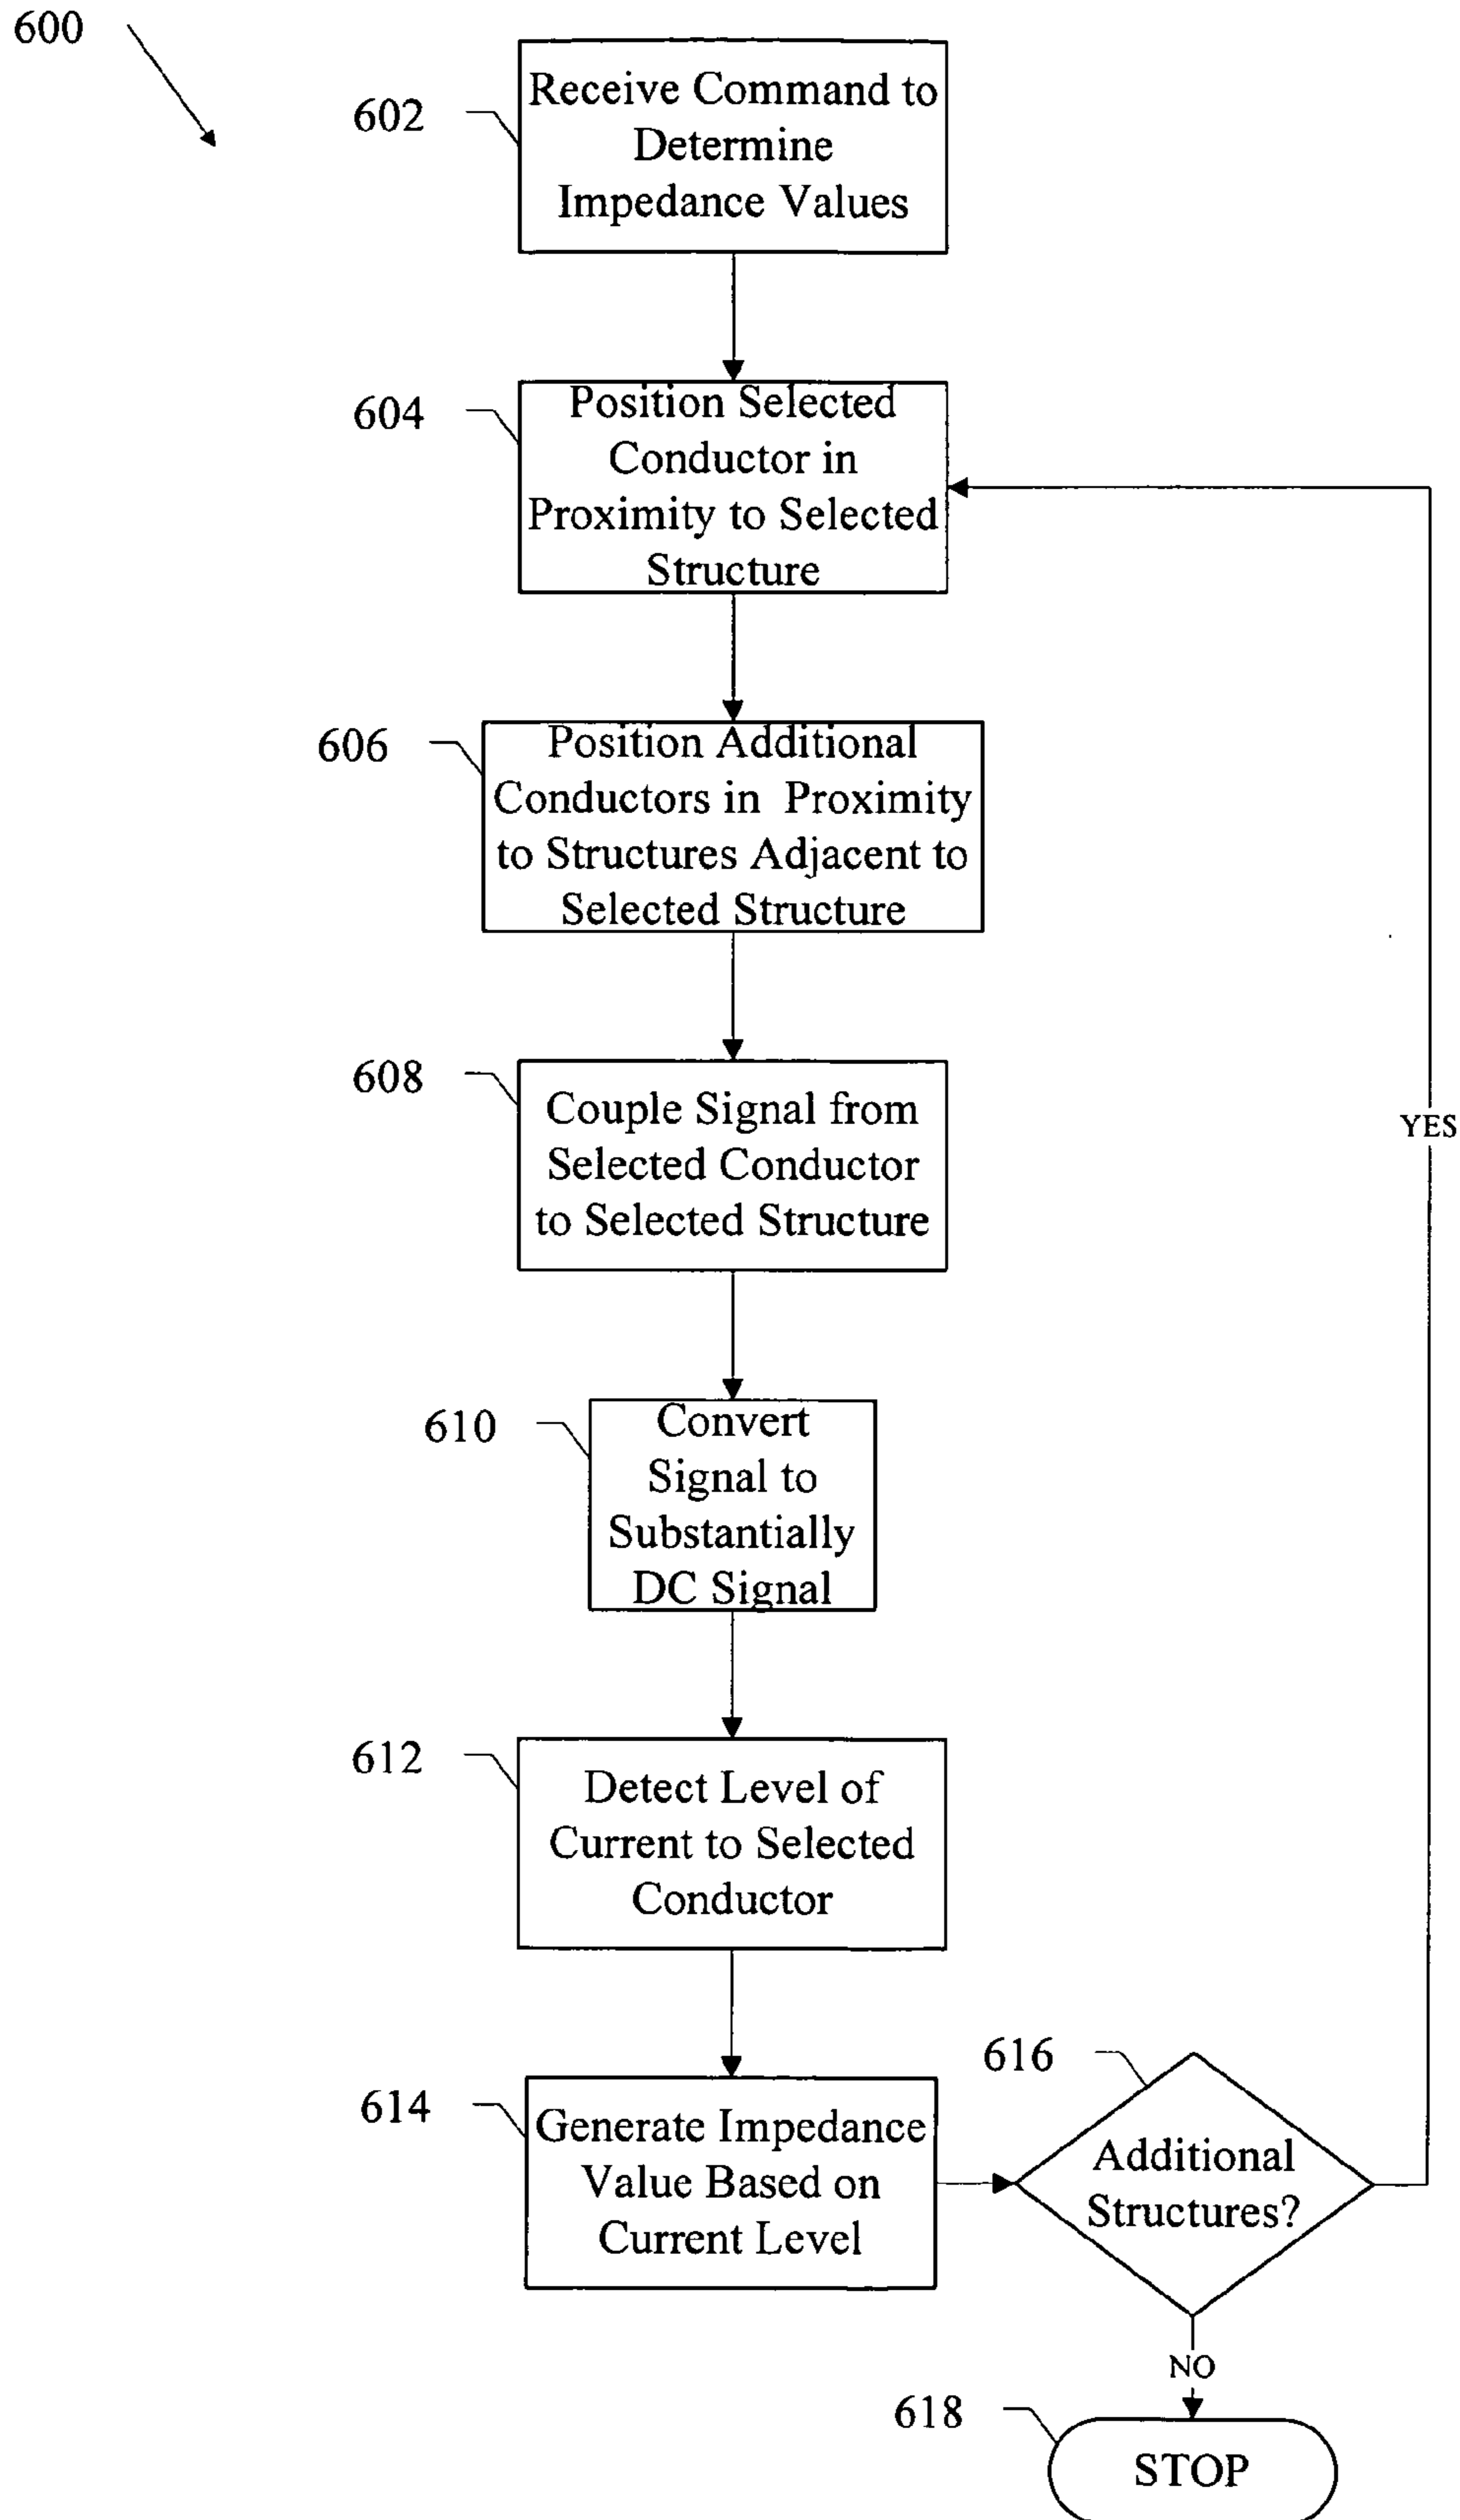 600
602
Receive Command to
Determine
Impedance Values
604
Position Selected
Conductor in
Proximity to Selected
Structure
606
Position Additional
Conductors in Proximity
to Structures Adjacent to
Selected Structure
608
Couple Signal from
Selected Conductor
to Selected Structure
YES
610
Convert
Signal to
Substantially
DC Signal
612
Detect Level of
Current to Selected
Conductor
614
Generate Impedance
Value Based on
Current Level
616
Additional
Structures?
NO
618
STOP